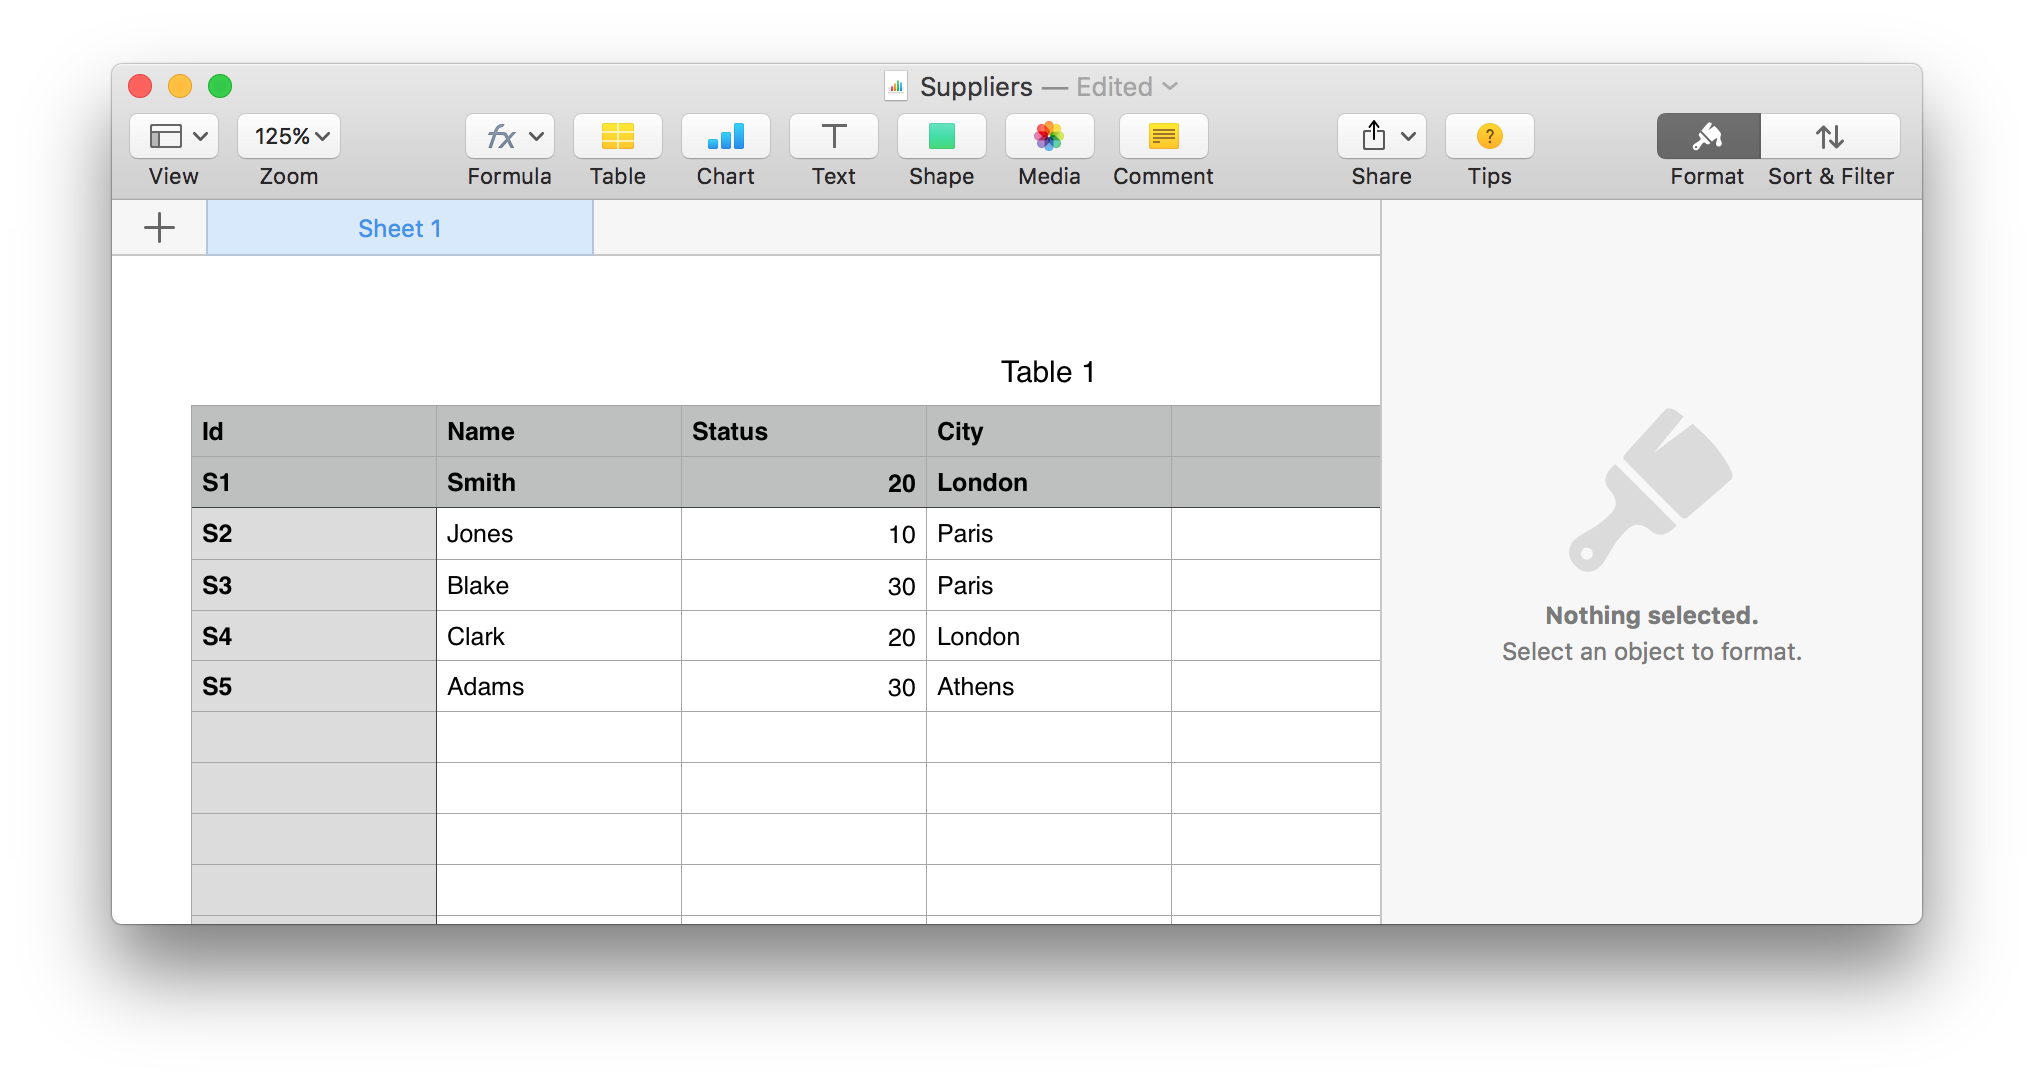 Suppliers — Edited
125%
View Zoom Formula Table Chart Text Shape Media Comment Share Tips Format Sort & Filter
Sheet 1
Table 1
Id Name Status City
S1 Smith 20 London
S2 Jones 10 Paris
S3 Blake 30 Paris
S4 Clark 20 London
S5 Adams 30 Athens
Nothing selected.
Select an object to format.